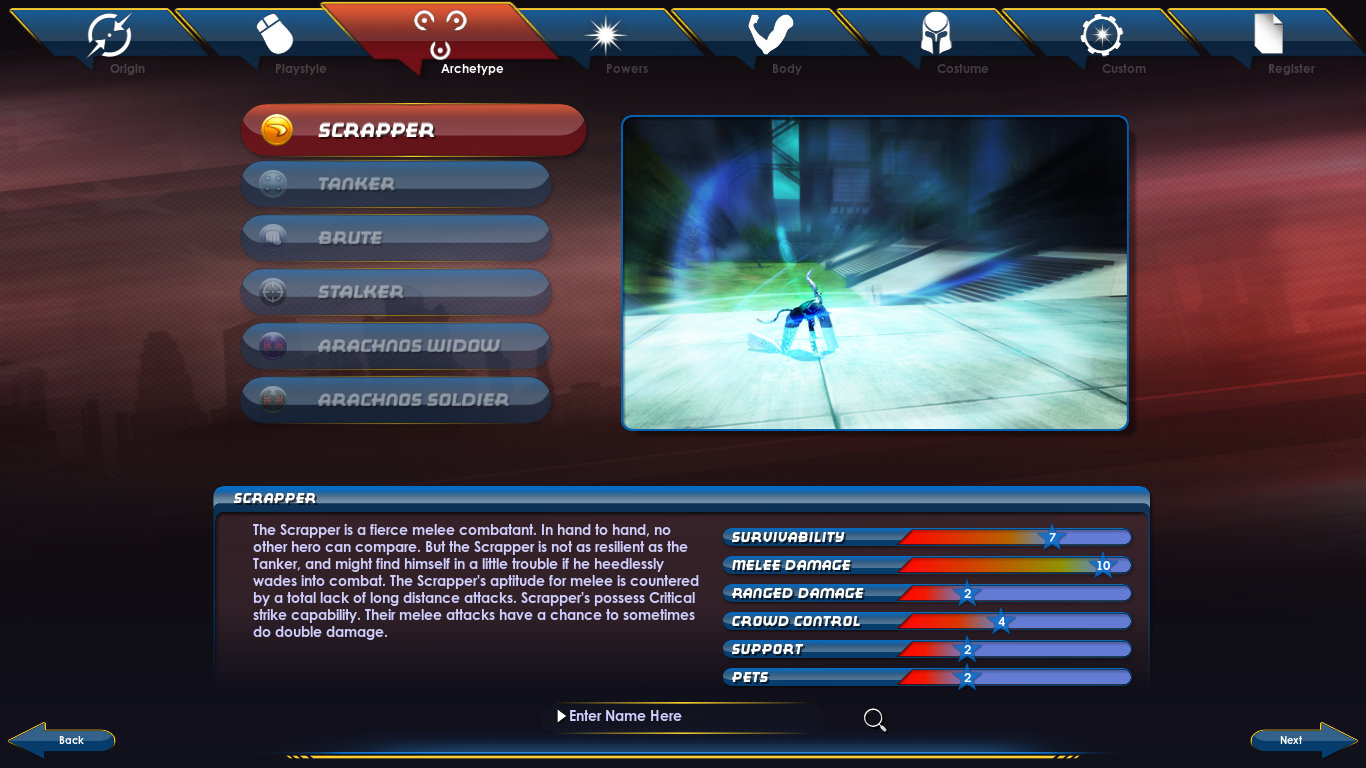 Origin
Playstyle
Archetype
Powers
Body
Costume
Custom
Register
SCRAPPER
TANKER
BRUTE
STALKER
ARACHNOS WIDOW
ARACHNOS SOLDIER
SCRAPPER
The Scrapper is a fierce melee combatant. In hand to hand, no
other hero can compare. But the Scrapper is not as resilient as the
Tanker, and might find himself in a little trouble if he heedlessly
wades into combat. The Scrapper's aptitude for melee is countered
by a total lack of long distance attacks. Scrapper's possess Critical
strike capability. Their melee attacks have a chance to sometimes
do double damage.
SURVIVABILITY 7
MELEE DAMAGE 10
RANGED DAMAGE 2
CROWD CONTROL 4
SUPPORT 2
PETS 2
Enter Name Here
Back
Next